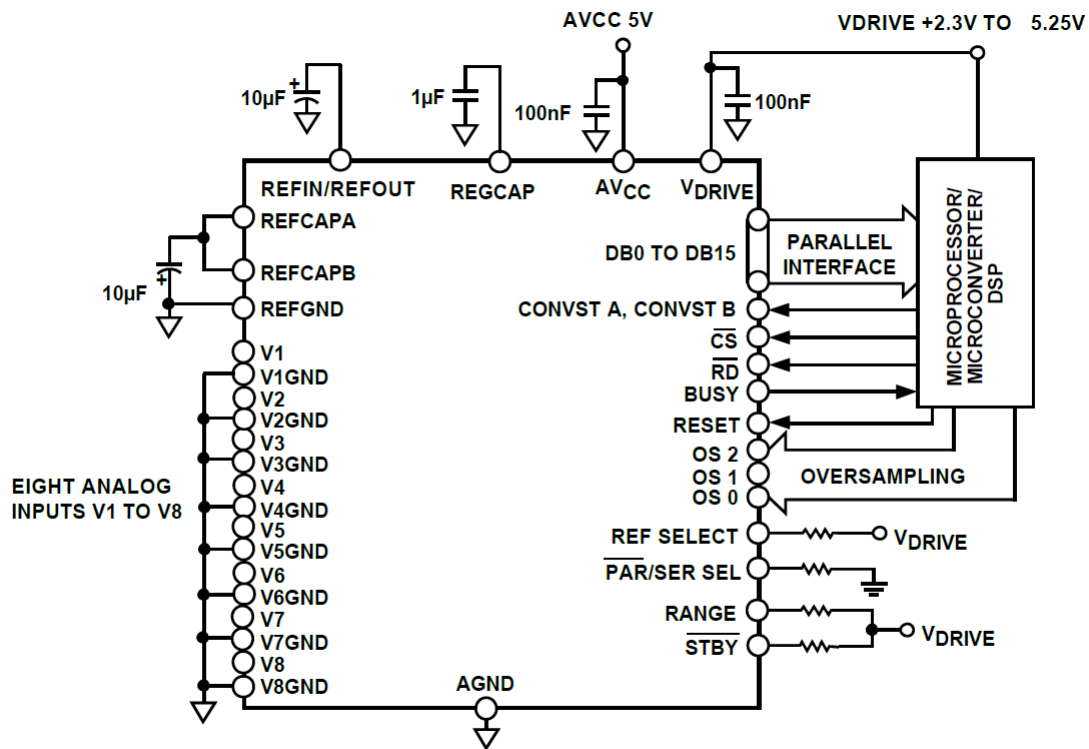 AVCC 5V
VDRIVE +2.3V TO 5.25V
10µF
+
1µF
100nF
100nF
REFIN/REFOUT
REGCAP
AVCC
VDRIVE
REFCAPA
REFCAPB
REFGND
10µF
+
DB0 TO DB15
PARALLEL
INTERFACE
MICROPROCESSOR/
MICROCONVERTER/
DSP
CONVST A, CONVST B
CS
RD
BUSY
RESET
OS 2
OS 1
OS 0
OVERSAMPLING
REF SELECT
VDRIVE
PAR/SER SEL
RANGE
STBY
VDRIVE
V1
V1GND
V2
V2GND
V3
V3GND
V4
V4GND
V5
V5GND
V6
V6GND
V7
V7GND
V8
V8GND
EIGHT ANALOG
INPUTS V1 TO V8
AGND